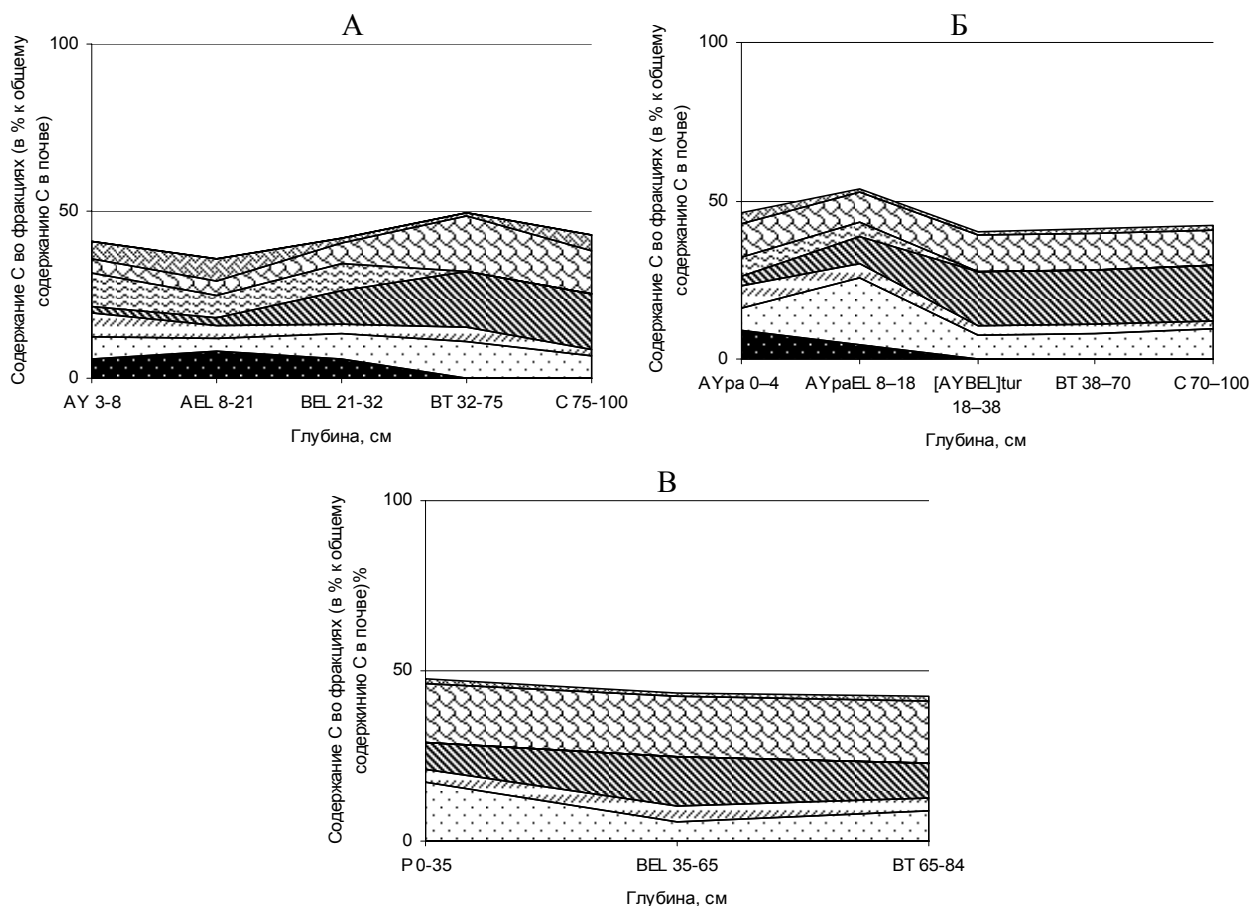 А
Содержание С во фракциях (в % к общему
содержанию С в почве)
100
50
0
AY 3-8 AEL 8-21 BEL 21-32 BT 32-75 C 75-100
Глубина, см
Б
Содержание С во фракциях (в % к общему
содержанию С в почве)
100
50
0
AYpa 0–4 AYpaEL 8–18 [AYBEL]tur BT 38–70 C 70–100
18–38
Глубина, см
В
Содержание С во фракциях (в % к общему
содержинию С в почве)%
100
50
0
P 0-35 BEL 35-65 BT 65-84
Глубина, см